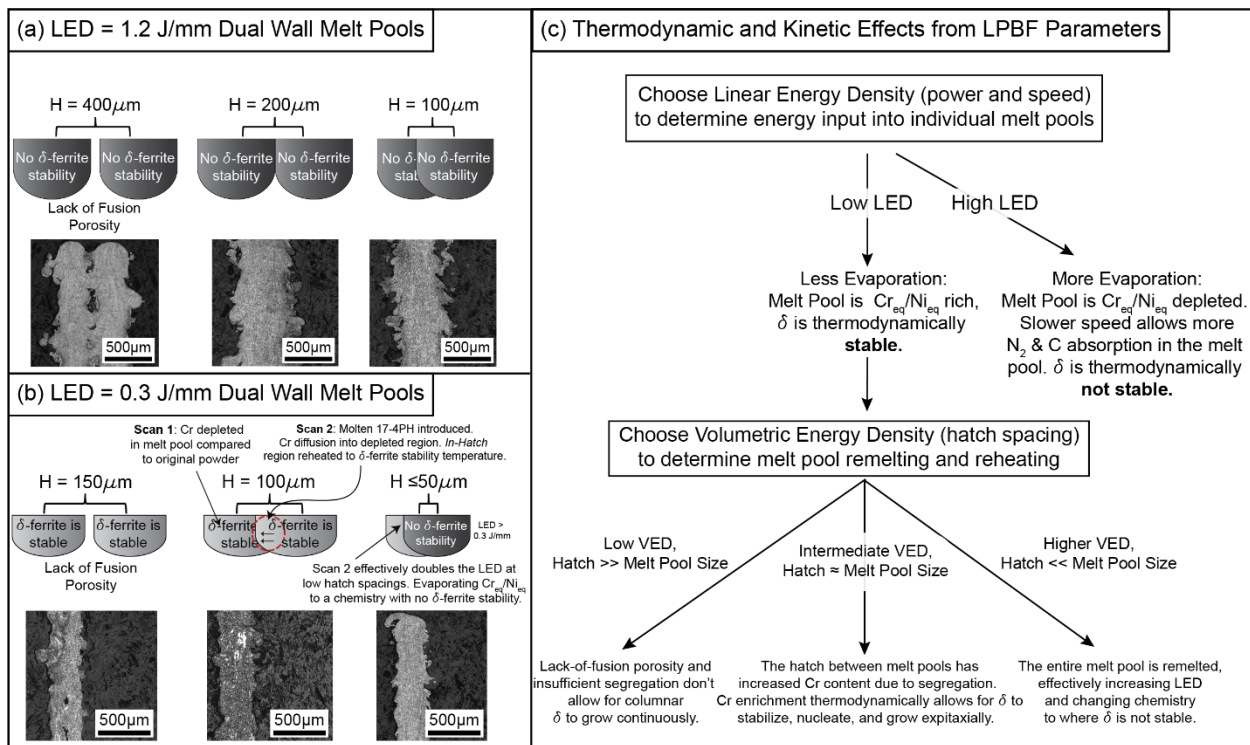 (a) LED = 1.2 J/mm Dual Wall Melt Pools
H = 400μm
H = 200μm
H = 100μm
No δ-ferrite
stability
No δ-ferrite
stability
No δ-ferrite
stability
No δ-ferrite
stability
No δ-ferrite
stability
Lack of Fusion
Porosity
500μm
500μm
500μm
(b) LED = 0.3 J/mm Dual Wall Melt Pools
Scan 1: Cr depleted
in melt pool compared
to original powder
Scan 2: Molten 17-4PH introduced.
Cr diffusion into depleted region. In-Hatch
region reheated to δ-ferrite stability temperature.
H = 150μm
H = 100μm
H ≤50μm
δ-ferrite is
stable
δ-ferrite is
stable
δ-ferrite
stable
δ-ferrite is
stable
No δ-ferrite
stability
LED >
0.3 J/mm
Lack of Fusion
Porosity
Scan 2 effectively doubles the LED at
low hatch spacings. Evaporating Cr_eq/Ni_eq
to a chemistry with no δ-ferrite stability.
500μm
500μm
500μm
(c) Thermodynamic and Kinetic Effects from LPBF Parameters
Choose Linear Energy Density (power and speed)
to determine energy input into individual melt pools
Low LED
High LED
Less Evaporation:
Melt Pool is Cr_eq/Ni_eq rich,
δ is thermodynamically
stable.
More Evaporation:
Melt Pool is Cr_eq/Ni_eq depleted.
Slower speed allows more
N₂ & C absorption in the melt
pool. δ is thermodynamically
not stable.
Choose Volumetric Energy Density (hatch spacing)
to determine melt pool remelting and reheating
Low VED,
Hatch >> Melt Pool Size
Intermediate VED,
Hatch ≈ Melt Pool Size
Higher VED,
Hatch << Melt Pool Size
Lack-of-fusion porosity and
insufficient segregation don't
allow for columnar
δ to grow continuously.
The hatch between melt pools has
increased Cr content due to segregation.
Cr enrichment thermodynamically allows for δ to
stabilize, nucleate, and grow expitaxially.
The entire melt pool is remelted,
effectively increasing LED
and changing chemistry
to where δ is not stable.